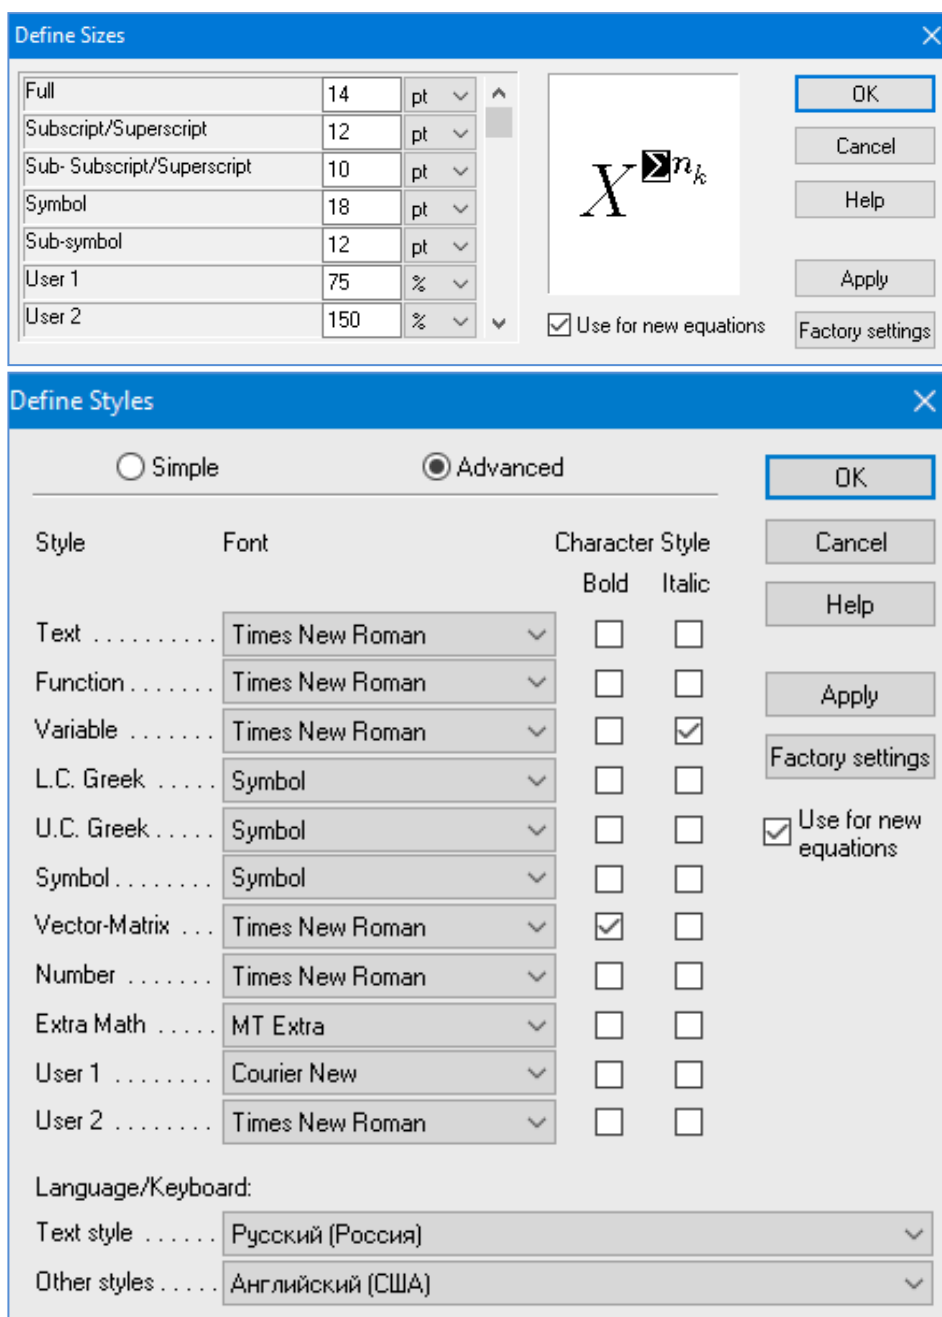 Define Sizes
Full 14 pt
Subscript/Superscript 12 pt
Sub- Subscript/Superscript 10 pt
Symbol 18 pt
Sub-symbol 12 pt
User 1 75 %
User 2 150 %
X Σ n k
Use for new equations
OK
Cancel
Help
Apply
Factory settings
Define Styles
Simple Advanced
Style Font Character Style
Bold Italic
Text . . . . . . . . . . Times New Roman
Function . . . . . . . Times New Roman
Variable . . . . . . . Times New Roman
L.C. Greek . . . . . Symbol
U.C. Greek . . . . . Symbol
Symbol . . . . . . . . Symbol
Vector-Matrix . . . Times New Roman
Number . . . . . . . Times New Roman
Extra Math . . . . . MT Extra
User 1 . . . . . . . . Courier New
User 2 . . . . . . . . Times New Roman
Language/Keyboard:
Text style . . . . . . Русский (Россия)
Other styles . . . . . Английский (США)
OK
Cancel
Help
Apply
Factory settings
Use for new
equations